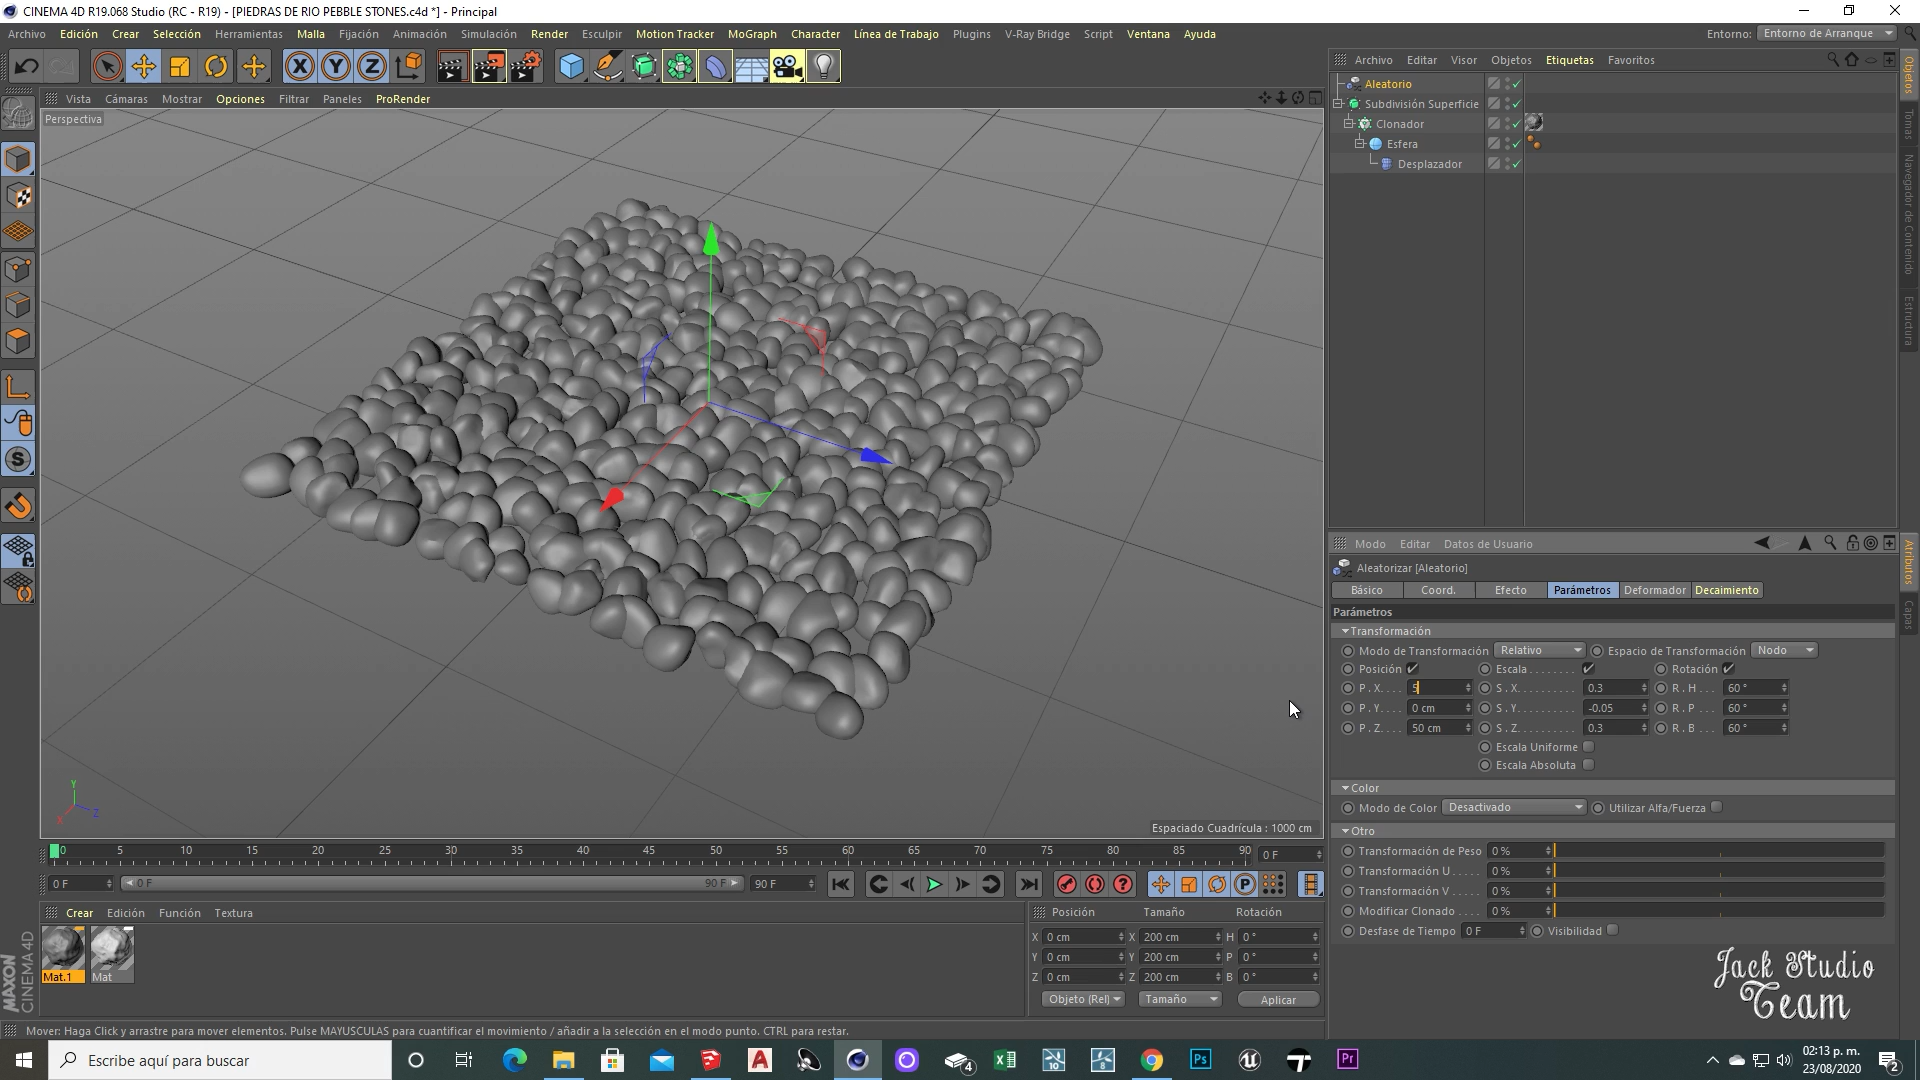 CINEMA 4D R19.068 Studio (RC - R19) - [PIEDRAS DE RIO PEBBLE STONES.c4d *] - Principal
Archivo Edición Crear Selección Herramientas Malla Fijación Animación Simulación Render Esculpir Motion Tracker MoGraph Character Línea de Trabajo Plugins V-Ray Bridge Script Ventana Ayuda Entorno: Entorno de Arranque
Vista Cámaras Mostrar Opciones Filtrar Paneles ProRender
Perspectiva
Espaciado Cuadrícula : 1000 cm
Archivo Editar Visor Objetos Etiquetas Favoritos
Aleatorio
Subdivisión Superficie
Clonador
Esfera
Desplazador
Objetos
Tomas
Navegador de Contenido
Estructura
Modo Editar Datos de Usuario
Aleatorizar [Aleatorio]
Básico Coord. Efecto Parámetros Deformador Decaimiento
Parámetros
Transformación
Modo de Transformación Relativo Espacio de Transformación Nodo
Posición Escala . . . . . . . . Rotación
P . X. . . . 5 S . X. . . . . . . . . . 0.3 R . H . . . 60 °
P . Y. . . . 0 cm S . Y. . . . . . . . . . -0.05 R . P . . . 60 °
P . Z. . . . 50 cm S . Z. . . . . . . . . . 0.3 R . B . . . 60 °
Escala Uniforme
Escala Absoluta
Color
Modo de Color Desactivado Utilizar Alfa/Fuerza
Otro
Transformación de Peso 0 %
Transformación U . . . . . 0 %
Transformación V . . . . . 0 %
Modificar Clonado . . . . 0 %
Desfase de Tiempo 0 F Visibilidad
Atributos
Capas
0 5 10 15 20 25 30 35 40 45 50 55 60 65 70 75 80 85 90 0 F
0 F 0 F 90 F 90 F
Crear Edición Función Textura
Mat.1 Mat
MAXON
CINEMA 4D
Posición Tamaño Rotación
X 0 cm X 200 cm H 0 °
Y 0 cm Y 200 cm P 0 °
Z 0 cm Z 200 cm B 0 °
Objeto (Rel) Tamaño Aplicar
Jack Studio
Team
Mover: Haga Click y arrastre para mover elementos. Pulse MAYUSCULAS para cuantificar el movimiento / añadir a la selección en el modo punto. CTRL para restar.
Escribe aquí para buscar
02:13 p. m.
23/08/2020